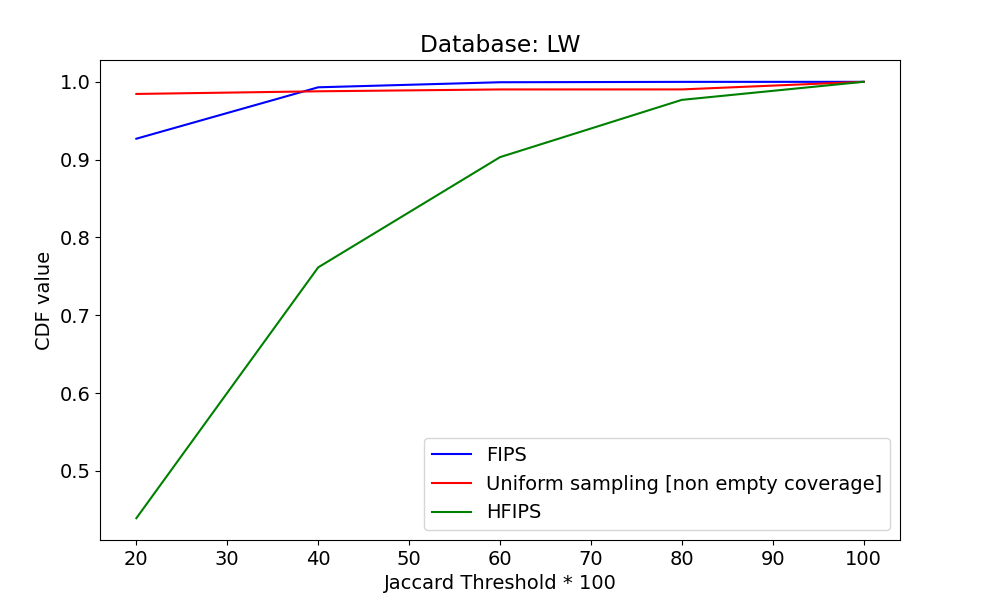 Database: LW
1.0
0.9
0.8
0.7
0.6
0.5
CDF value
FIPS
Uniform sampling [non empty coverage]
HFIPS
20 30 40 50 60 70 80 90 100
Jaccard Threshold * 100